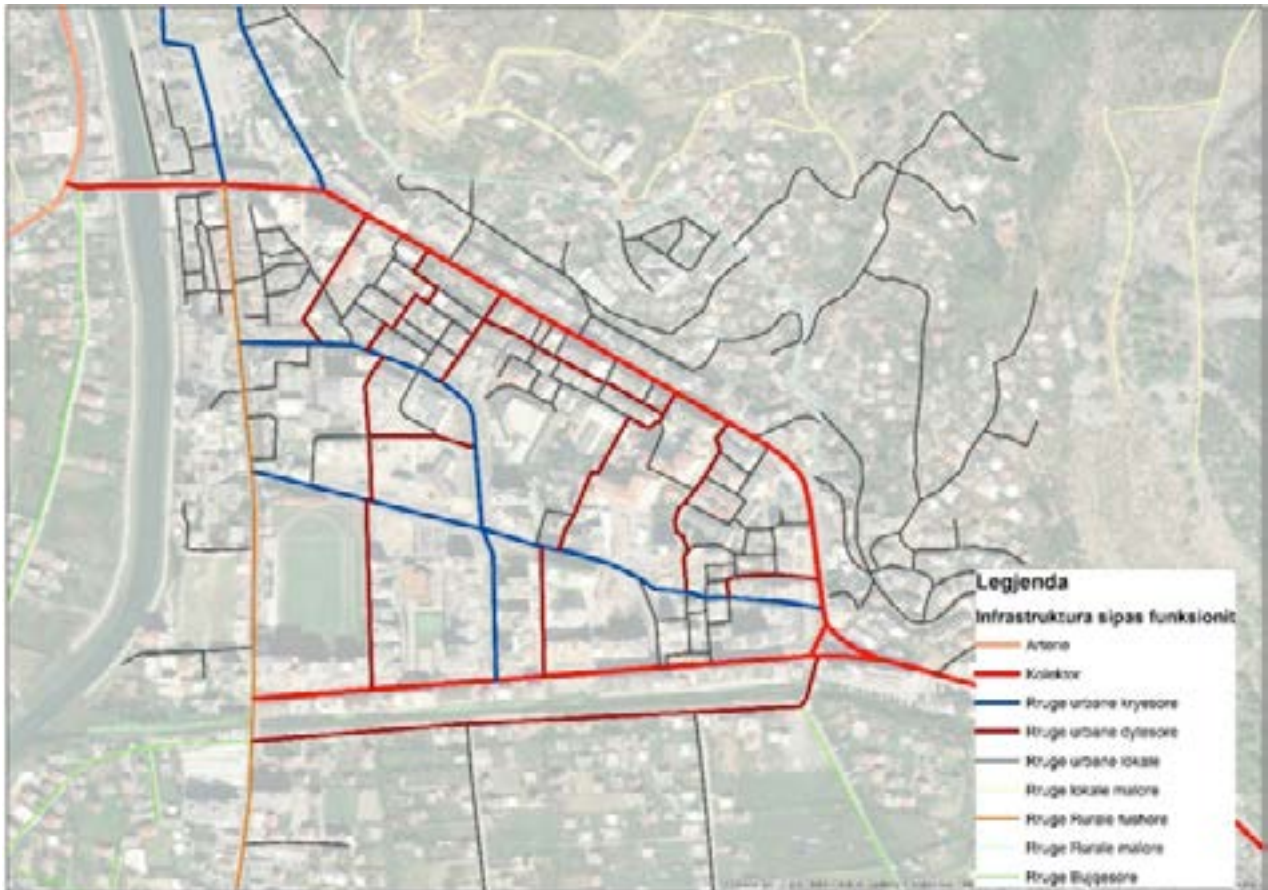 Legjenda
Infrastruktura sipas funksionit
Arteria
Kolektor
Rruge urbane kryesore
Rruge urbane dytesore
Rruge urbane lokale
Rruge lokale malore
Rruge Rurale fushore
Rruge Rurale malore
Rruge Bujqesore